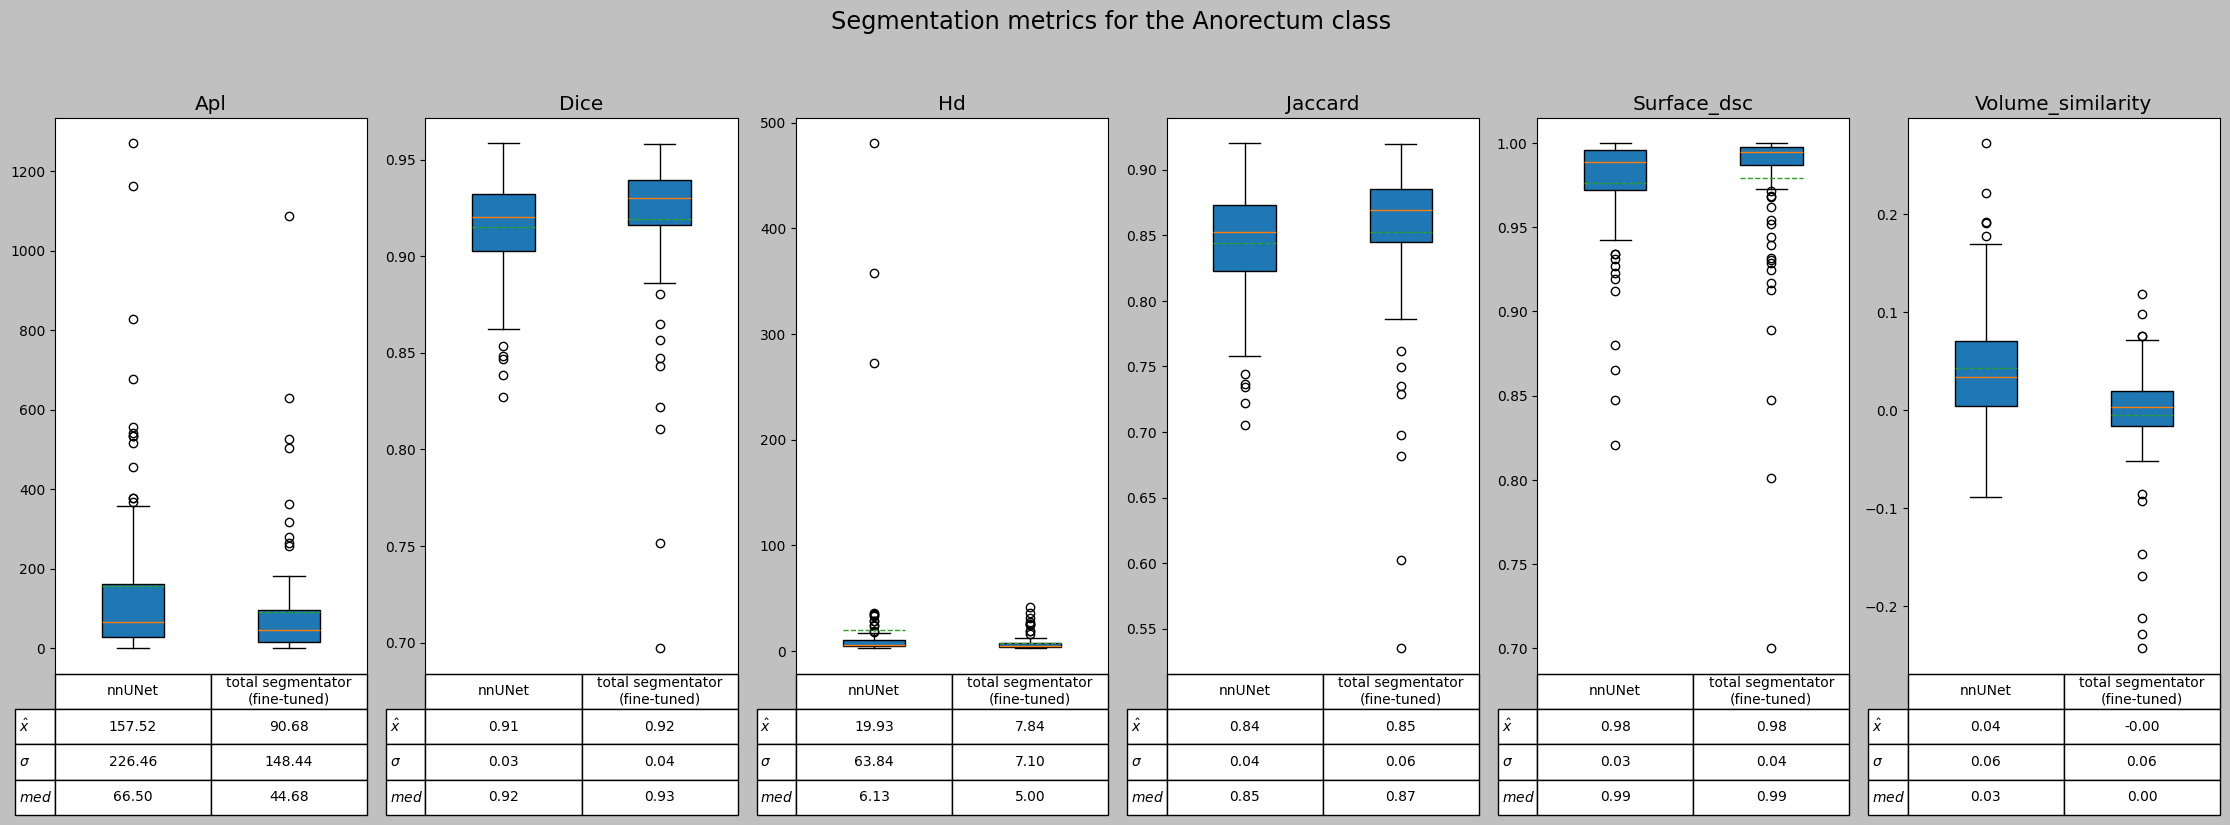 Segmentation metrics for the Anorectum class
Apl
1200
1000
800
600
400
200
0
nnUNet
total segmentator
(fine-tuned)
x̂ 157.52 90.68
σ 226.46 148.44
med 66.50 44.68
Dice
0.95
0.90
0.85
0.80
0.75
0.70
nnUNet
total segmentator
(fine-tuned)
x̂ 0.91 0.92
σ 0.03 0.04
med 0.92 0.93
Hd
500
400
300
200
100
0
nnUNet
total segmentator
(fine-tuned)
x̂ 19.93 7.84
σ 63.84 7.10
med 6.13 5.00
Jaccard
0.90
0.85
0.80
0.75
0.70
0.65
0.60
0.55
nnUNet
total segmentator
(fine-tuned)
x̂ 0.84 0.85
σ 0.04 0.06
med 0.85 0.87
Surface_dsc
1.00
0.95
0.90
0.85
0.80
0.75
0.70
nnUNet
total segmentator
(fine-tuned)
x̂ 0.98 0.98
σ 0.03 0.04
med 0.99 0.99
Volume_similarity
0.2
0.1
0.0
−0.1
−0.2
nnUNet
total segmentator
(fine-tuned)
x̂ 0.04 -0.00
σ 0.06 0.06
med 0.03 0.00